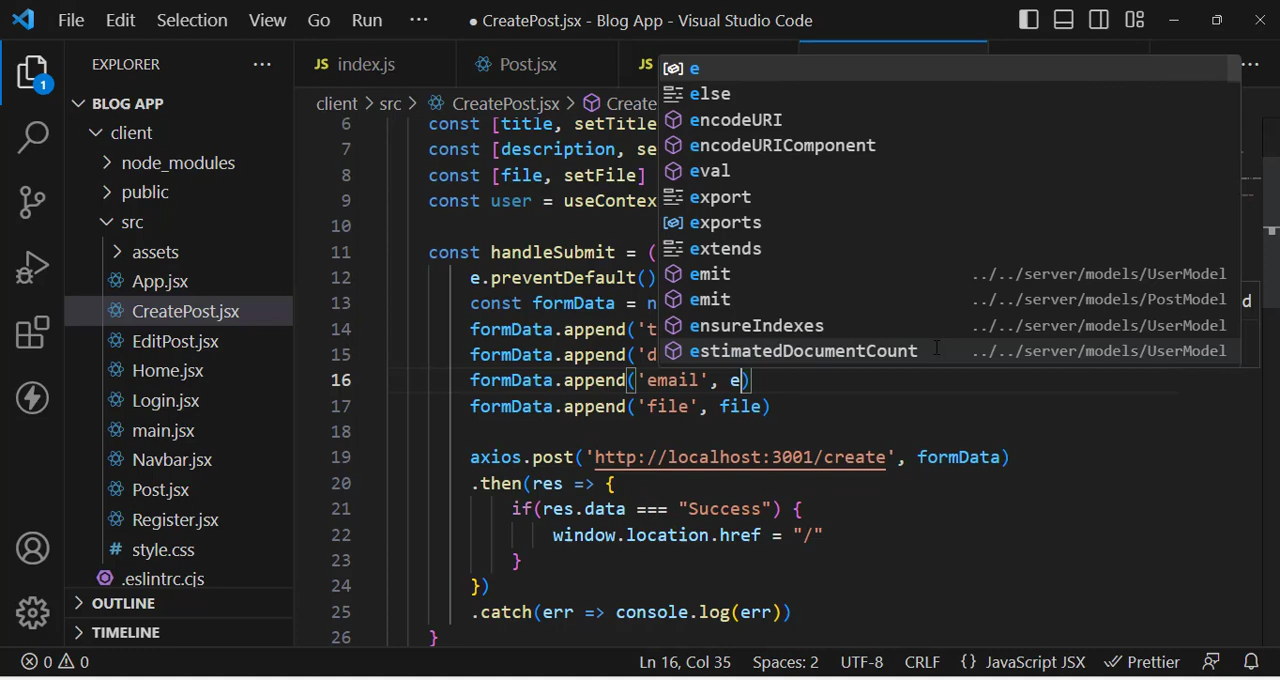 File Edit Selection View Go Run ··· ● CreatePost.jsx - Blog App - Visual Studio Code
EXPLORER ···
JS index.js Post.jsx JS ···
BLOG APP
client
node_modules
public
src
assets
App.jsx
CreatePost.jsx
EditPost.jsx
Home.jsx
Login.jsx
main.jsx
Navbar.jsx
Post.jsx
Register.jsx
# style.css
.eslintrc.cjs
OUTLINE
TIMELINE
1
client > src > CreatePost.jsx > Create
6 const [title, setTitle
7 const [description, se
8 const [file, setFile]
9 const user = useContex
10
11 const handleSubmit = (
12 e.preventDefault()
13 const formData = n
14 formData.append('t
15 formData.append('d
16 formData.append('email', e)
17 formData.append('file', file)
18
19 axios.post('http://localhost:3001/create', formData)
20 .then(res => {
21 if(res.data === "Success") {
22 window.location.href = "/"
23 }
24 })
25 .catch(err => console.log(err))
26 }
e
else
encodeURI
encodeURIComponent
eval
export
exports
extends
emit ../../server/models/UserModel
emit ../../server/models/PostModel
ensureIndexes ../../server/models/UserModel
estimatedDocumentCount ../../server/models/UserModel
d
0 0 Ln 16, Col 35 Spaces: 2 UTF-8 CRLF {} JavaScript JSX Prettier